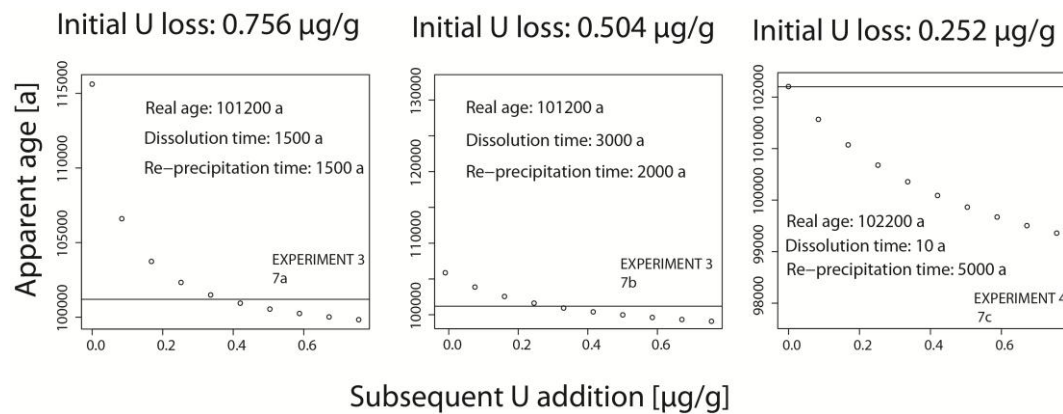 Initial U loss: 0.756 µg/g
Initial U loss: 0.504 µg/g
Initial U loss: 0.252 µg/g
Apparent age [a]
115000
110000
105000
100000
Real age: 101200 a
Dissolution time: 1500 a
Re−precipitation time: 1500 a
EXPERIMENT 3
7a
0.0 0.2 0.4 0.6
130000
120000
110000
100000
Real age: 101200 a
Dissolution time: 3000 a
Re−precipitation time: 2000 a
EXPERIMENT 3
7b
0.0 0.2 0.4 0.6
102000
101000
100000
99000
98000
Real age: 102200 a
Dissolution time: 10 a
Re−precipitation time: 5000 a
EXPERIMENT 4
7c
0.0 0.2 0.4 0.6
Subsequent U addition [µg/g]